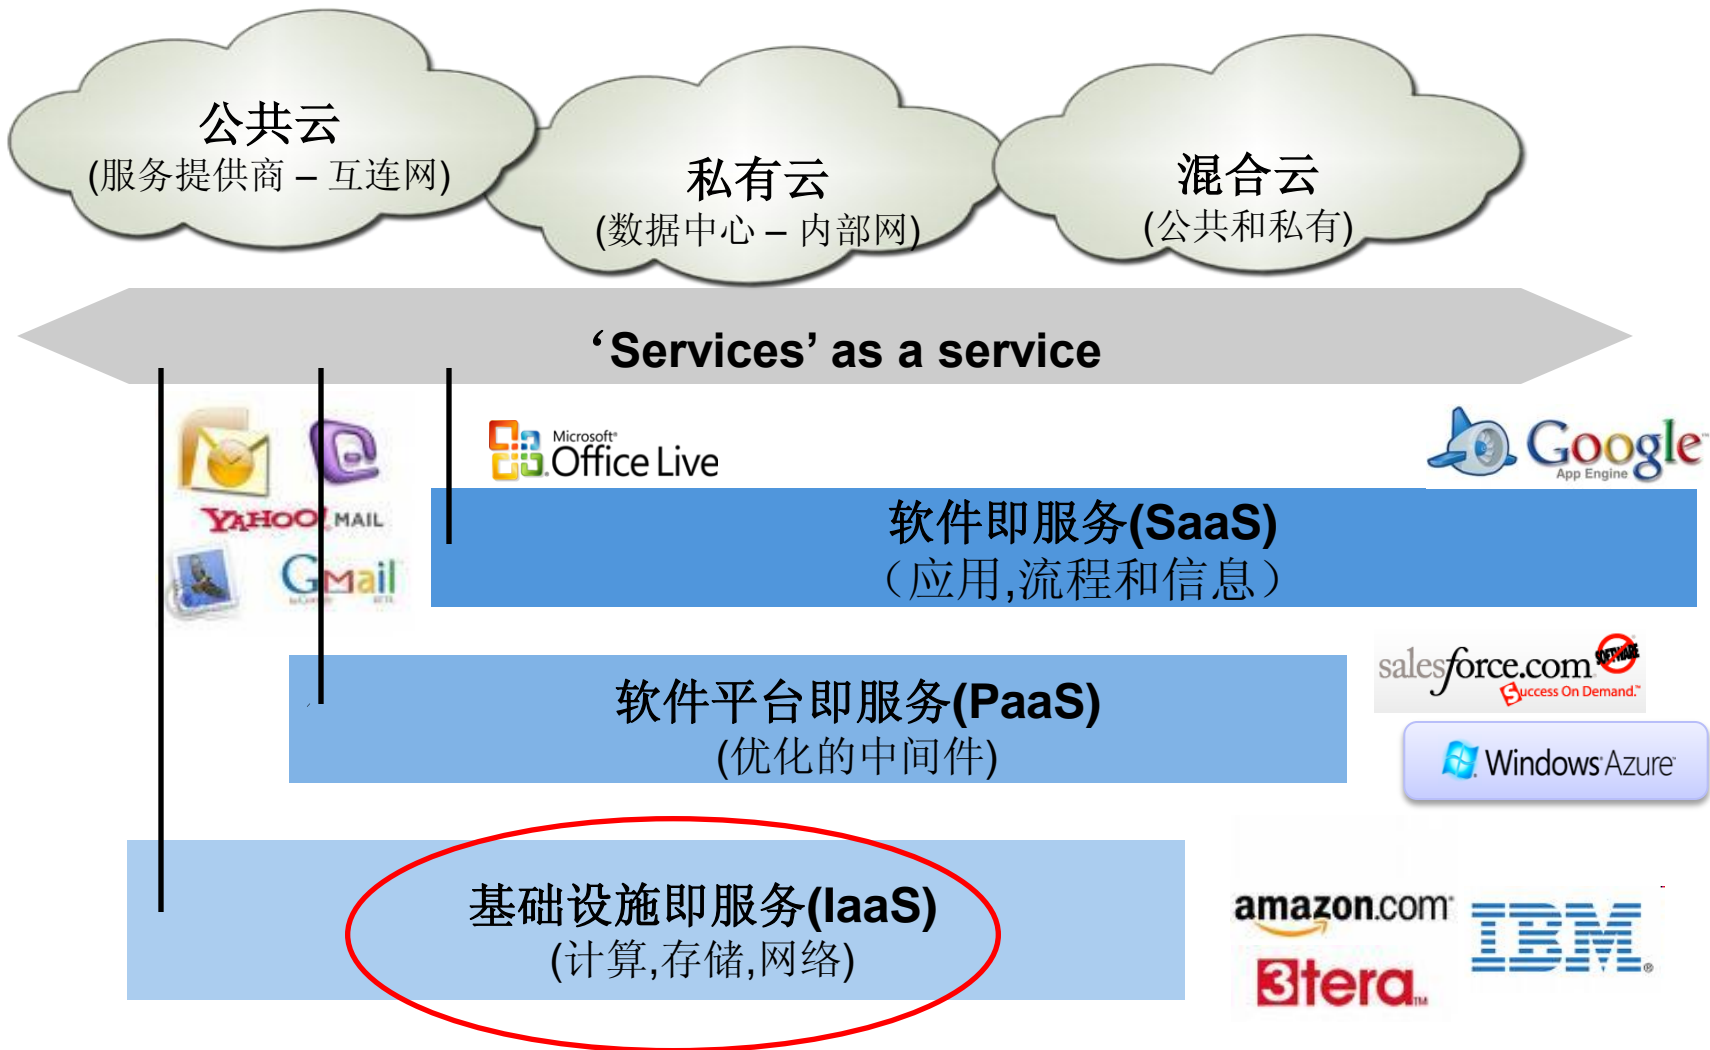 公共云
(服务提供商 – 互连网)
私有云
(数据中心 – 内部网)
混合云
(公共和私有)
‘Services’ as a service
Microsoft
Office Live
Google
App Engine
YAHOO! MAIL
GMail
软件即服务(SaaS)
（应用,流程和信息）
salesforce.com
SOFTWARE
Success On Demand.™
软件平台即服务(PaaS)
(优化的中间件)
Windows Azure
基础设施即服务(IaaS)
(计算,存储,网络)
amazon.com
IBM
3tera